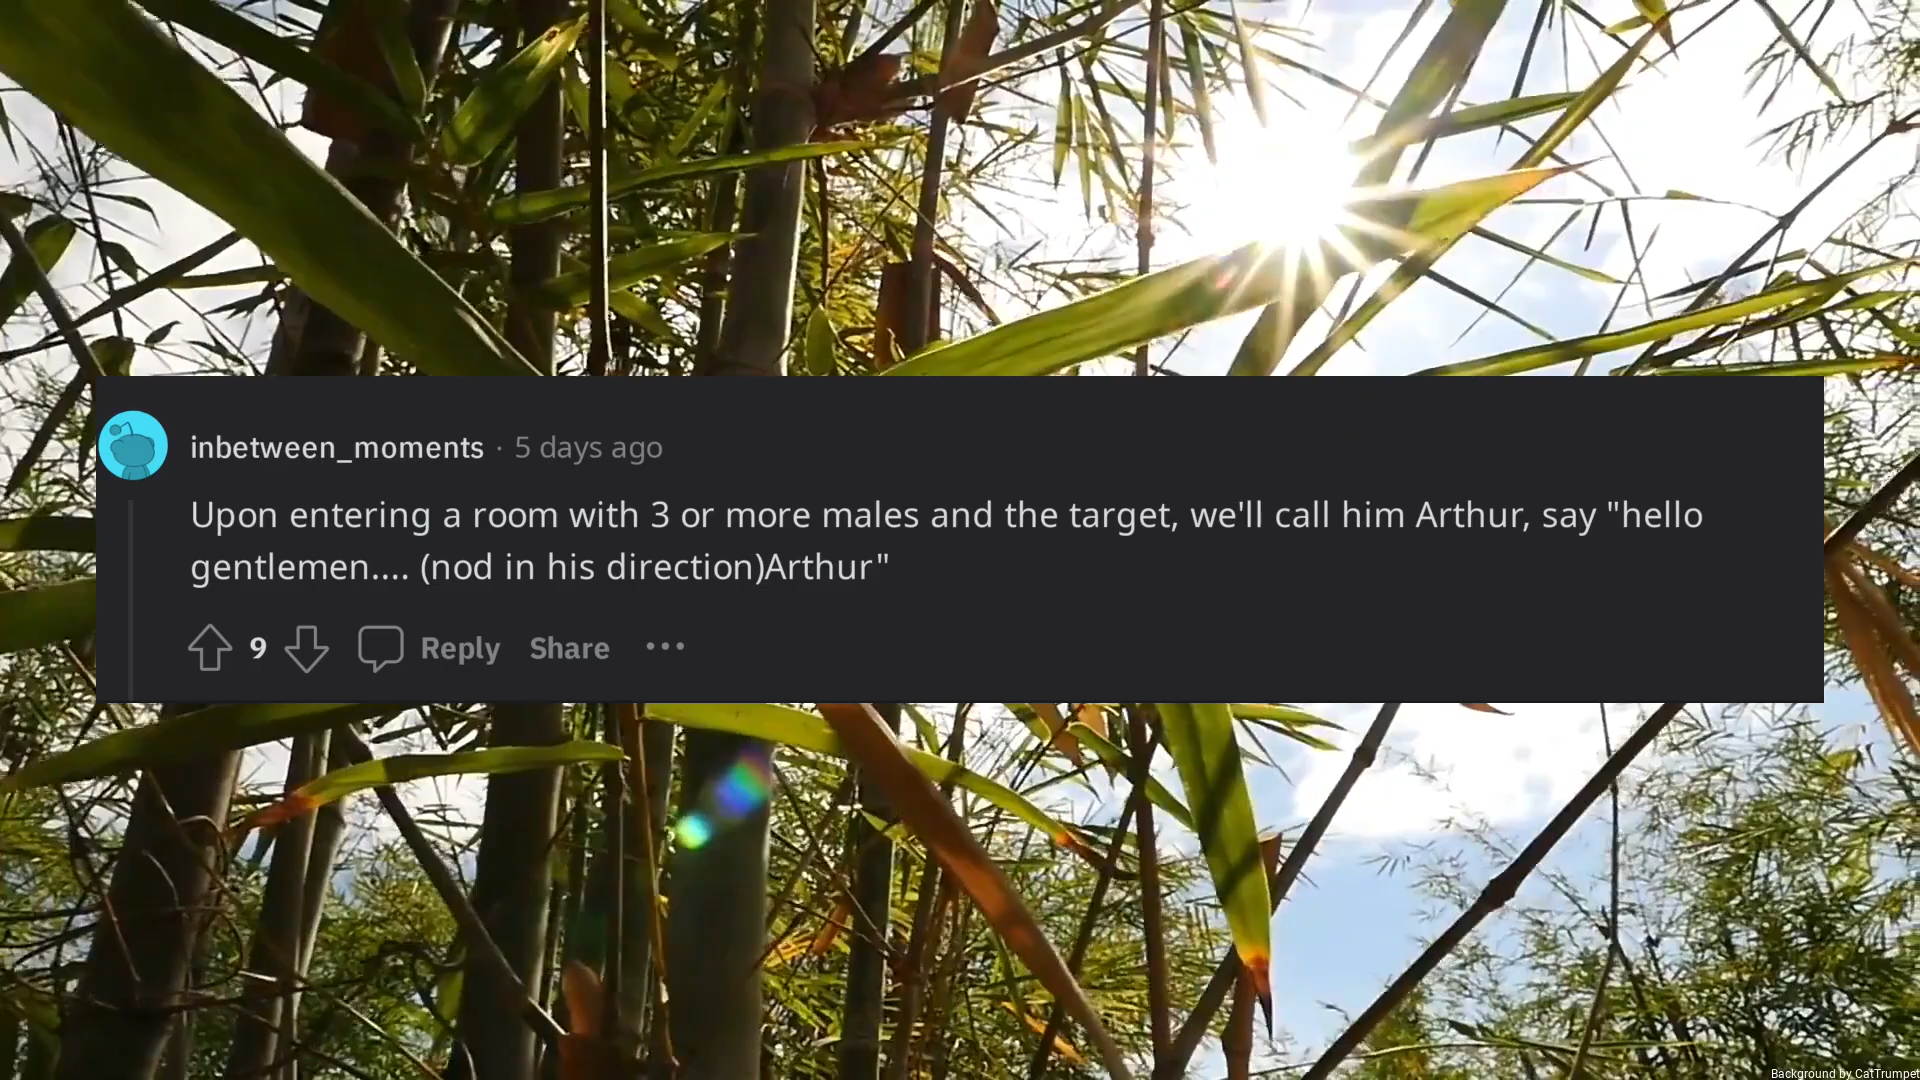 inbetween_moments · 5 days ago
Upon entering a room with 3 or more males and the target, we'll call him Arthur, say "hello
gentlemen.... (nod in his direction)Arthur"
9 Reply Share •••
Background by CatTrumpet